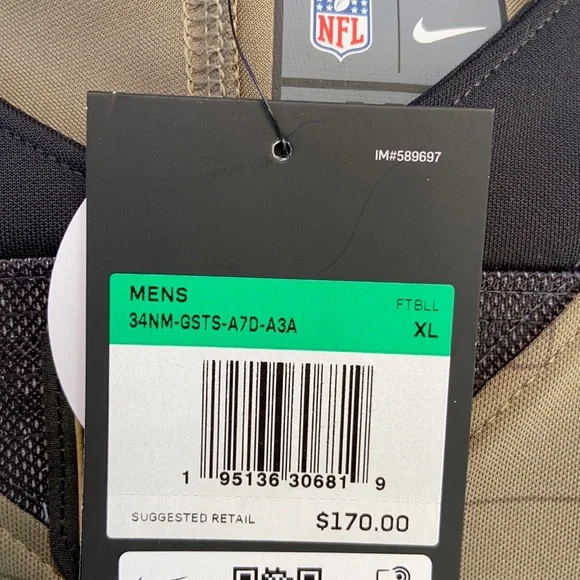 NFL
IM#589697
MENS
FTBLL
34NM-GSTS-A7D-A3A
XL
1 95136 30681 9
SUGGESTED RETAIL
$170.00